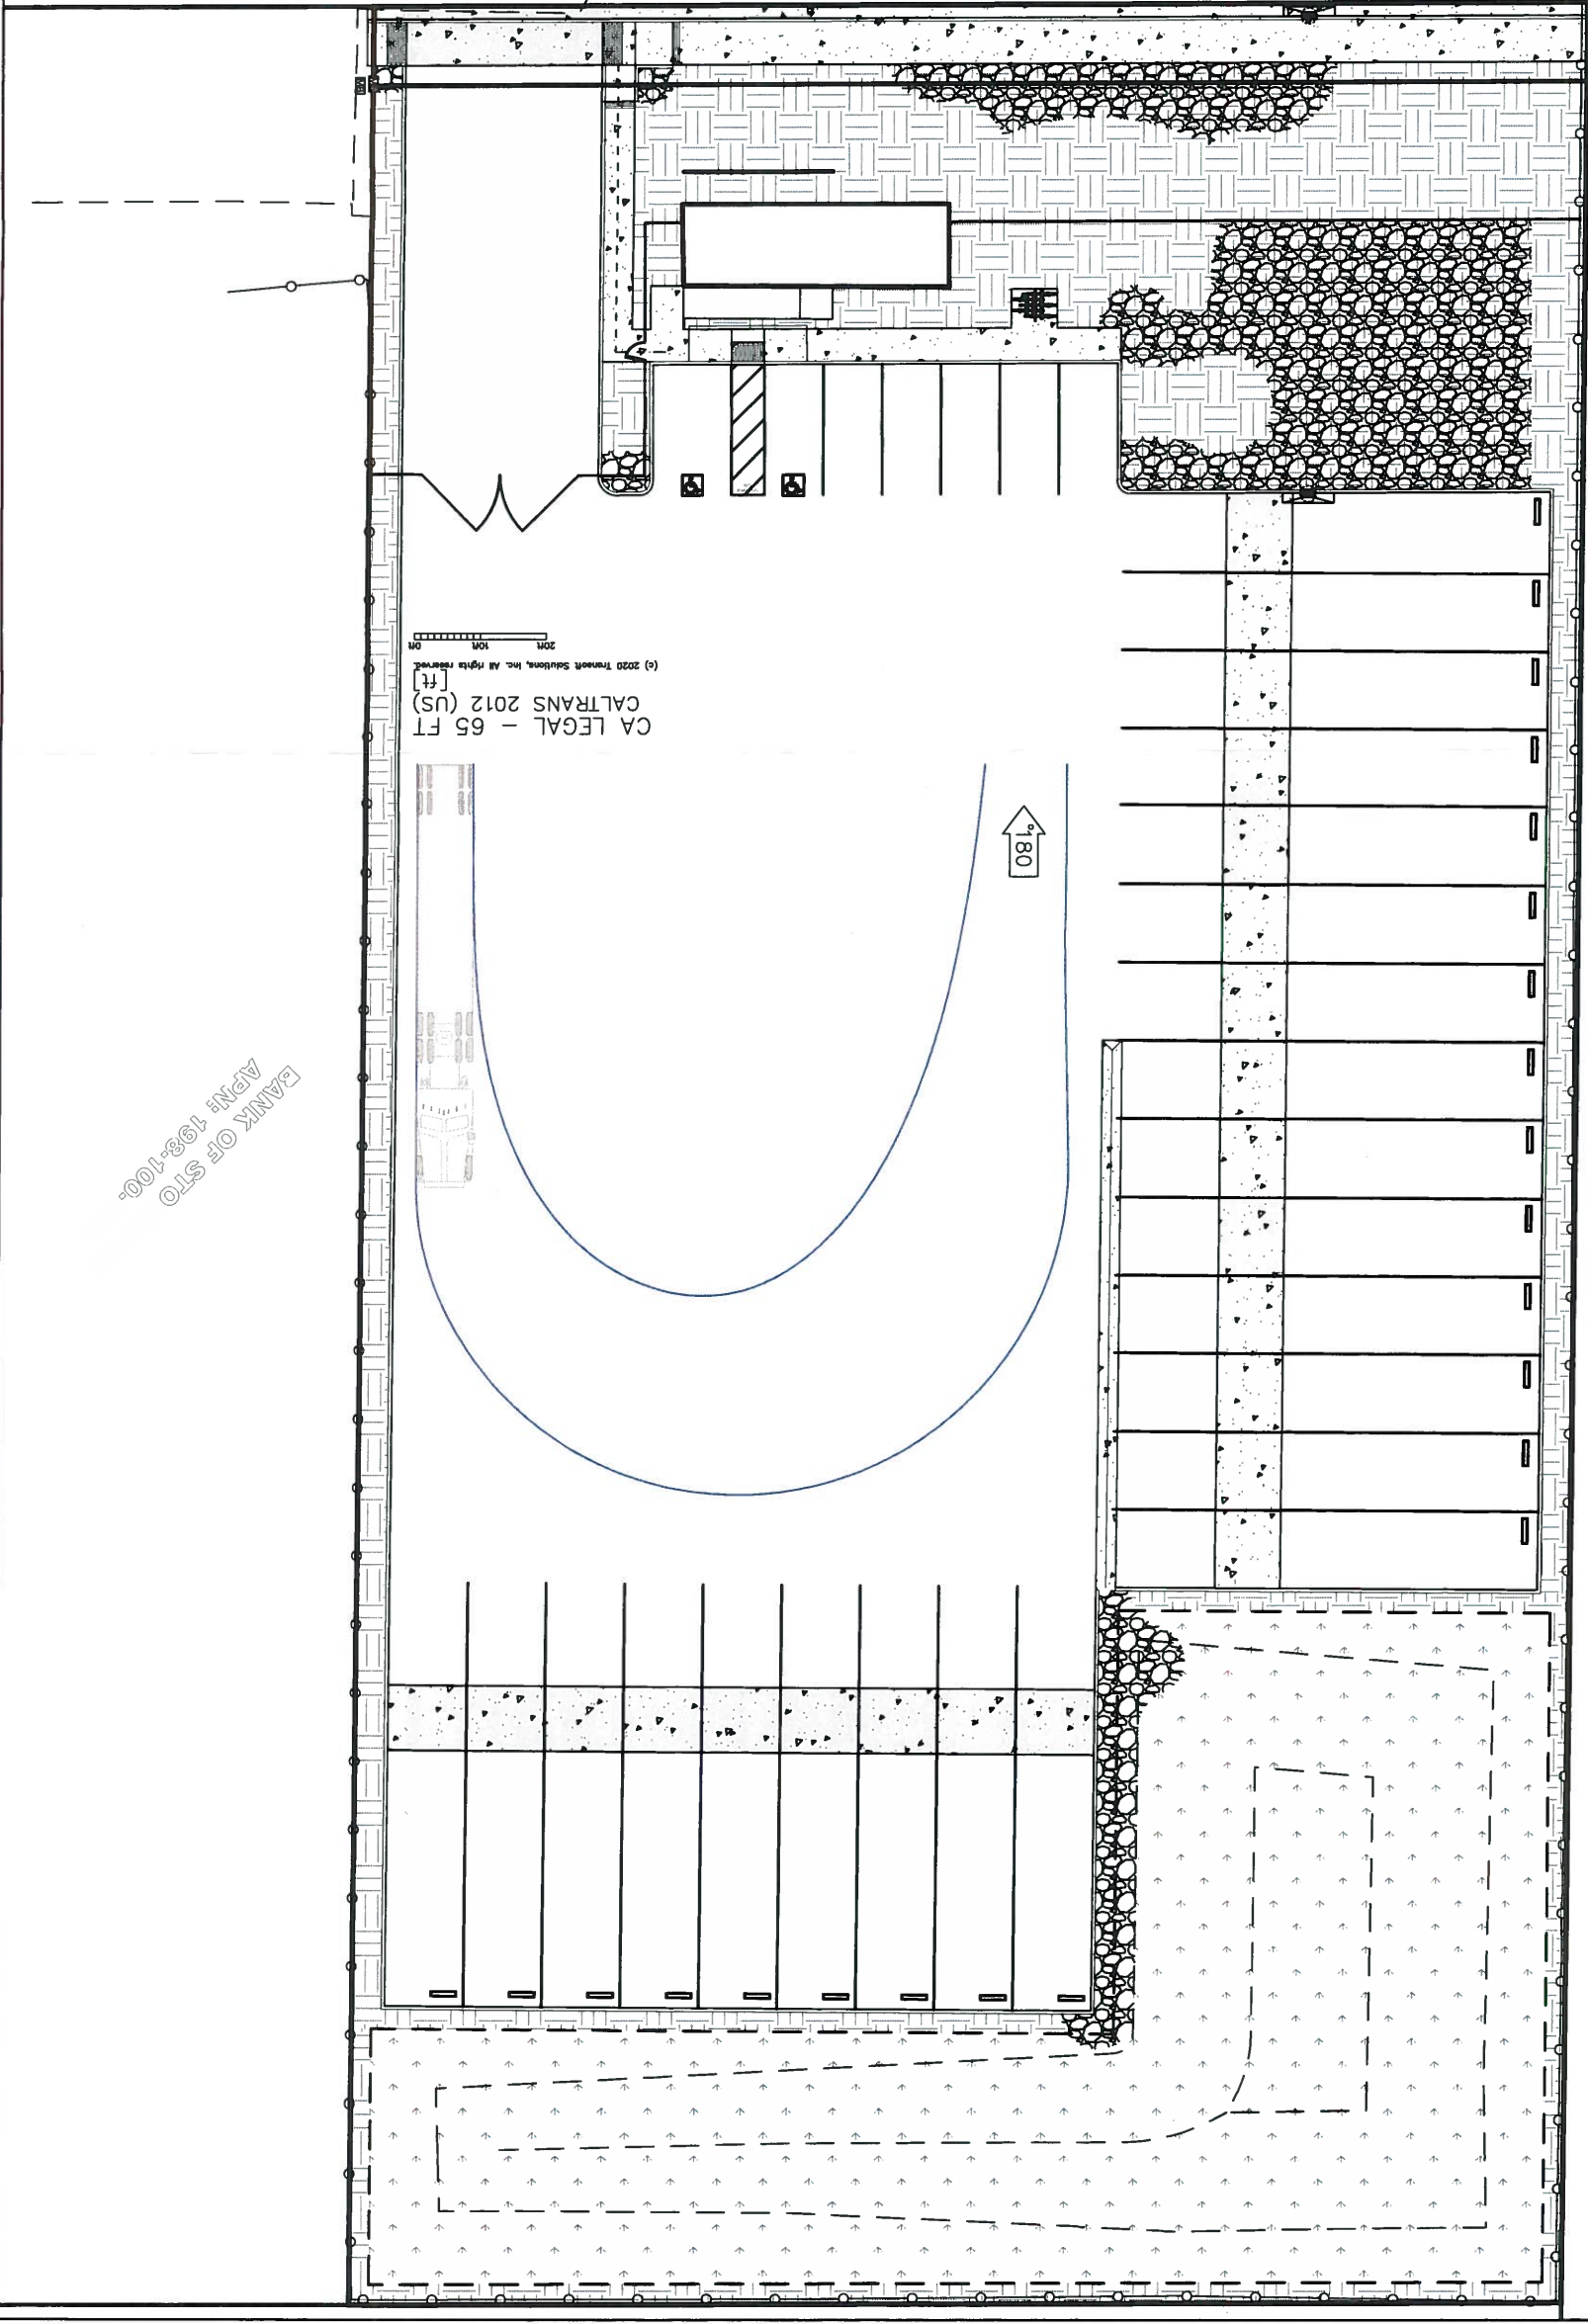 CA LEGAL - 65 FT
CALTRANS 2012 (US)
[ft]
(c) 2020 Transoft Solutions, Inc. All rights reserved.
0ft 10ft 20ft
180°
BANK OF STO
APN: 198-100-